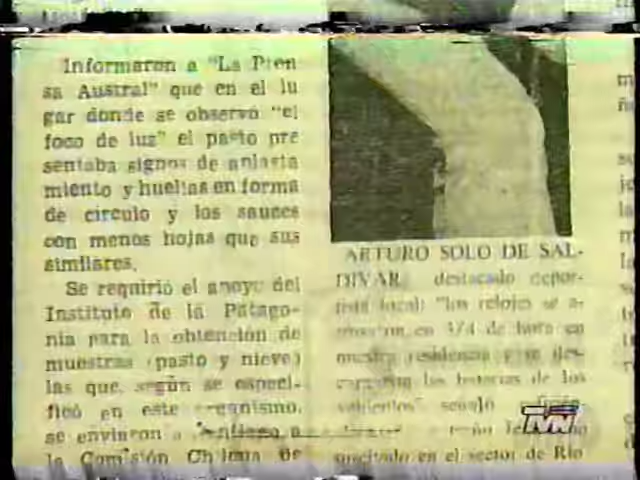 Informaron a "La Pren
sa Austral" que en el lu
gar donde se observó "el
foco de luz" el pasto pre
sentaba signos de aplasta
miento y huellas en forma
de círculo y los sauces
con menos hojas que sus
similares.
Se requirió el apoyo del
Instituto de la Patago-
nia para la obtención de
muestras (pasto y nieve)
las que, según se especi-
ficó en este organismo,
se enviaron a Santiago a
la Comisión Chilena de
ARTURO SOLO DE SAL-
DIVAR, destacado depor-
tista local: "los relojes se a-
en 3/4 de hora en
nuestra residencia y se des-
cargaron las baterías de los
vehículos" señaló
TVN
suscitado en el sector de Río